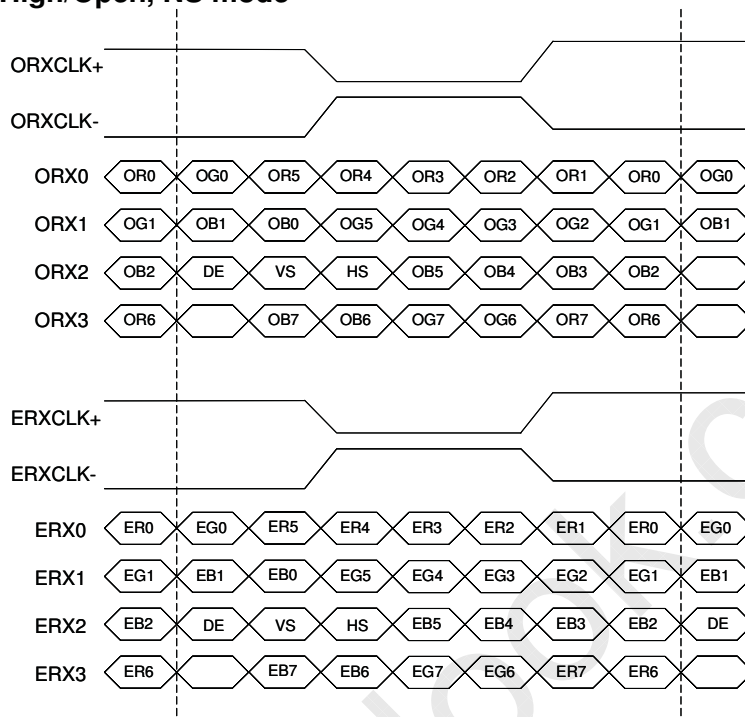 ORXCLK+
ORXCLK-
ORX0 OR0 OG0 OR5 OR4 OR3 OR2 OR1 OR0 OG0
ORX1 OG1 OB1 OB0 OG5 OG4 OG3 OG2 OG1 OB1
ORX2 OB2 DE VS HS OB5 OB4 OB3 OB2
ORX3 OR6 OB7 OB6 OG7 OG6 OR7 OR6
ERXCLK+
ERXCLK-
ERX0 ER0 EG0 ER5 ER4 ER3 ER2 ER1 ER0 EG0
ERX1 EG1 EB1 EB0 EG5 EG4 EG3 EG2 EG1 EB1
ERX2 EB2 DE VS HS EB5 EB4 EB3 EB2 DE
ERX3 ER6 EB7 EB6 EG7 EG6 ER7 ER6